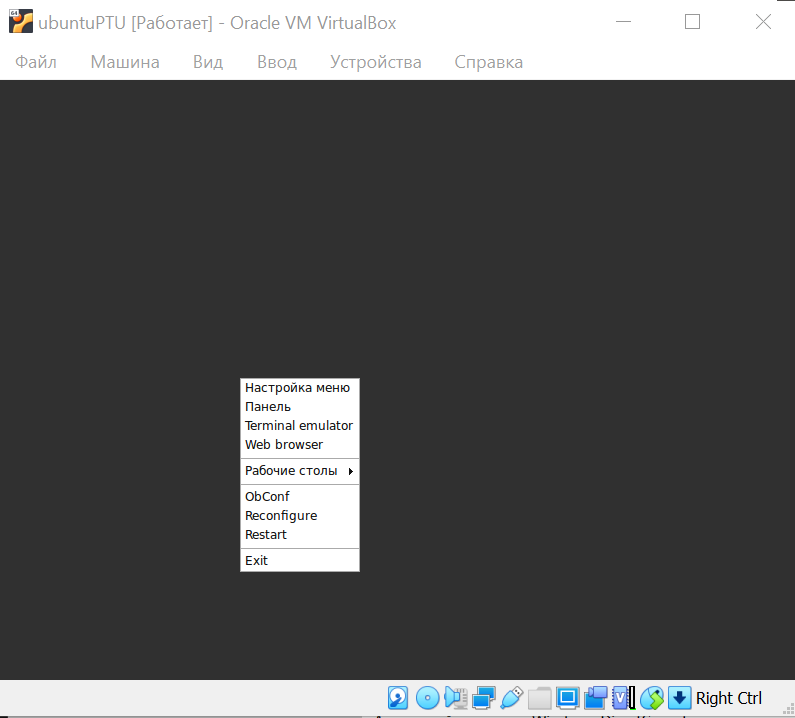 64
ubuntuPTU [Работает] - Oracle VM VirtualBox
Файл Машина Вид Ввод Устройства Справка
Настройка меню
Панель
Terminal emulator
Web browser
Рабочие столы
ObConf
Reconfigure
Restart
Exit
V
Right Ctrl